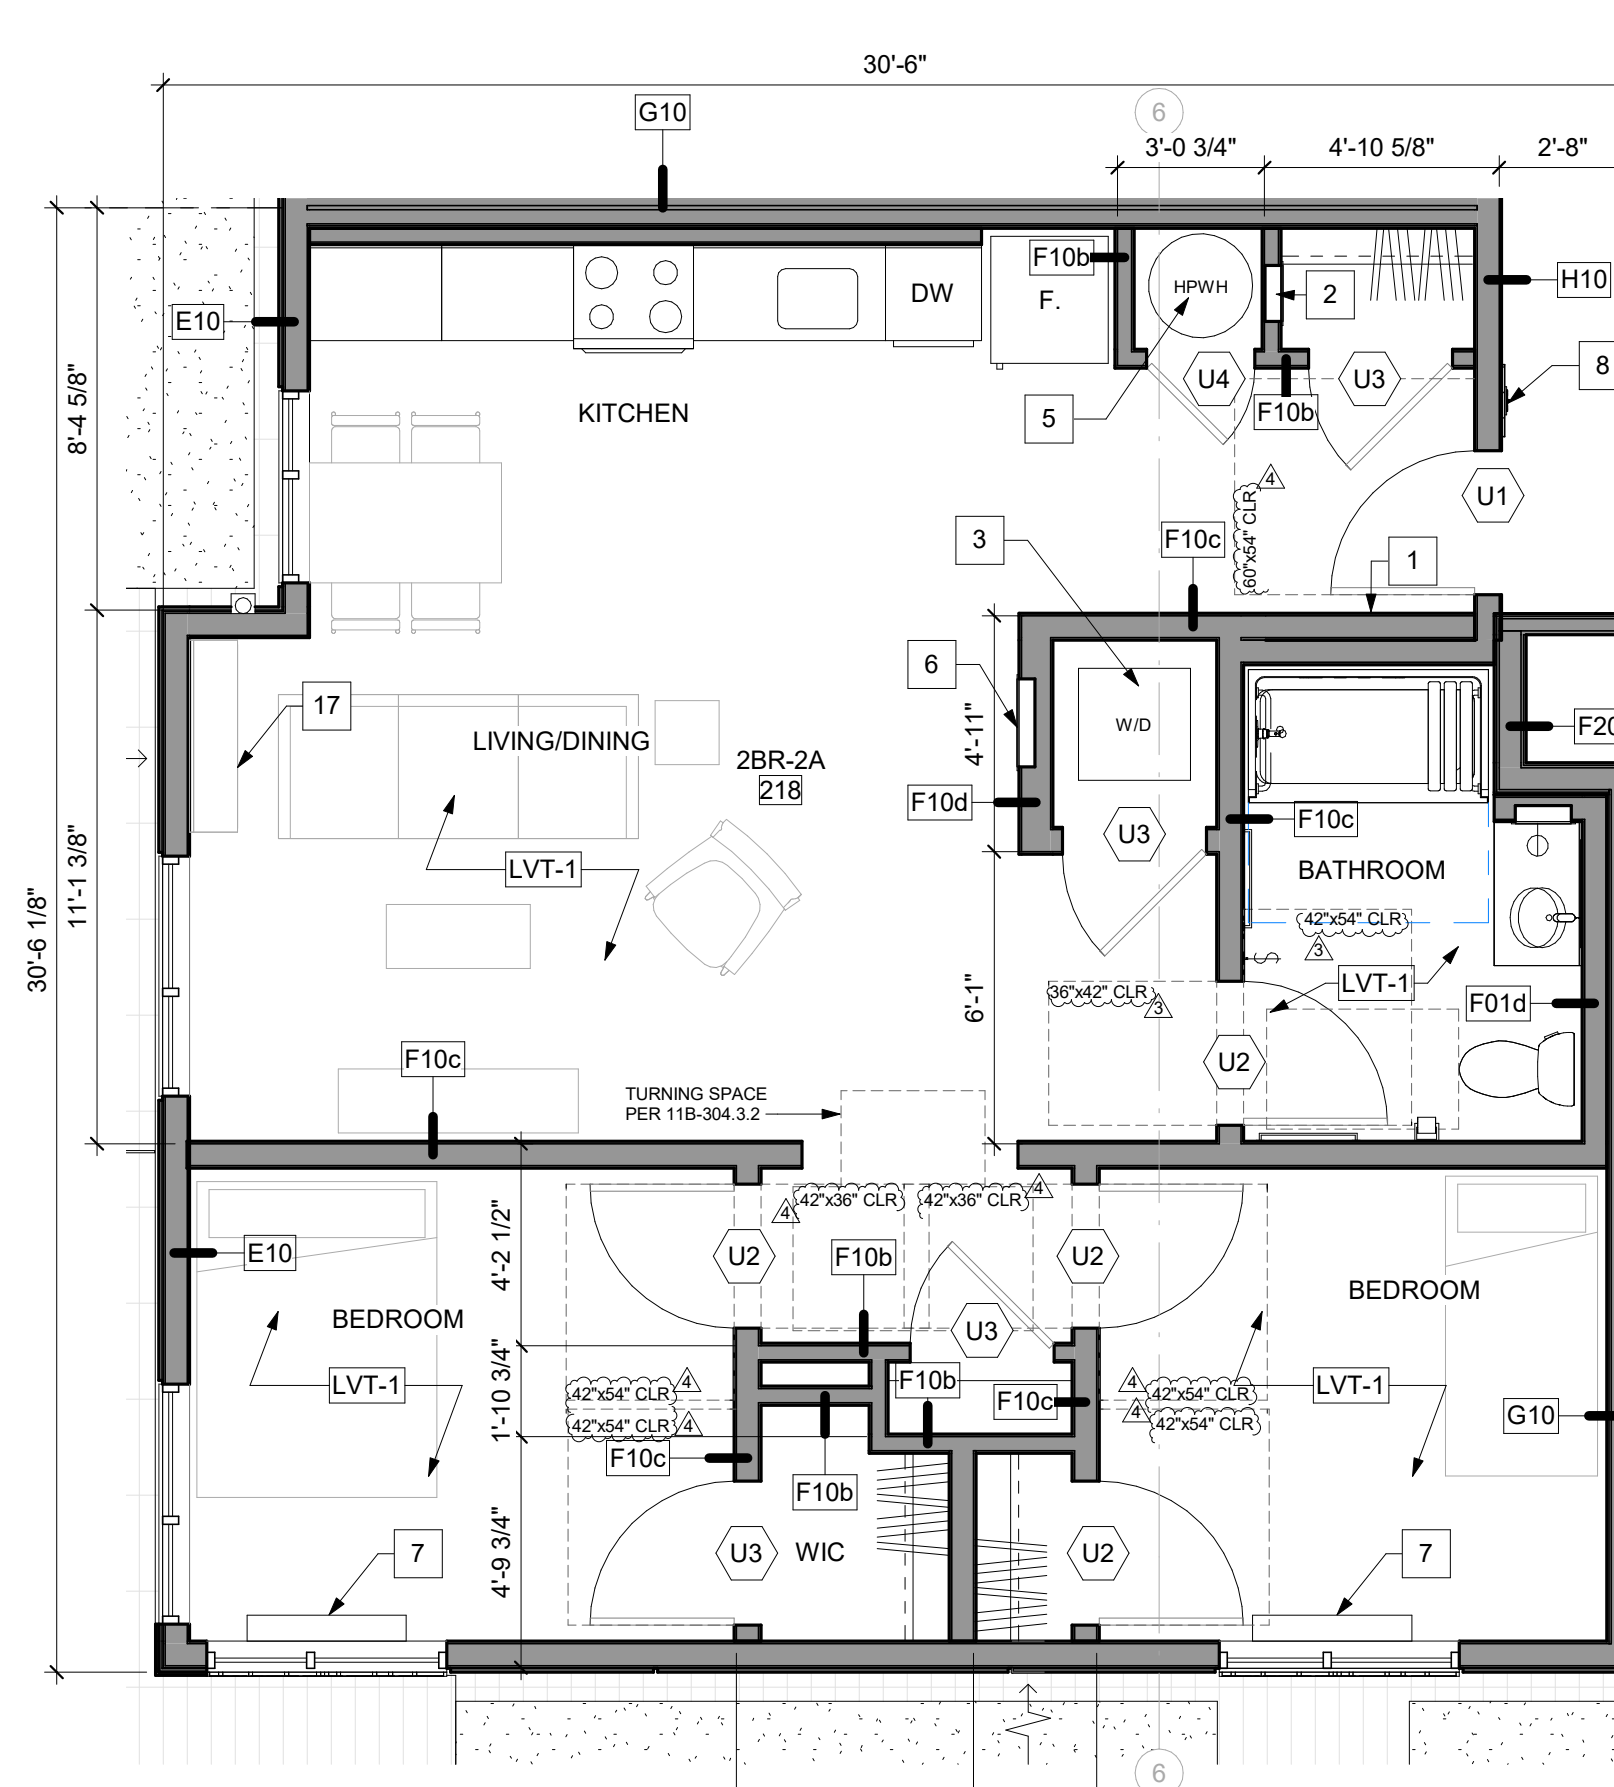 30'-6"
G10
6
3'-0 3/4"
4'-10 5/8"
2'-8"
F10b
HPWH
2
H10
E10
DW
F.
8'-4 5/8"
U4
U3
8
KITCHEN
5
F10b
4
U1
60"x54" CLR
3
F10c
1
6
17
4'-11"
W/D
F20
LIVING/DINING
2BR-2A
218
F10d
U3
F10c
11'-1 3/8"
LVT-1
BATHROOM
30'-6 1/8"
42"x54" CLR
3
LVT-1
36"x42" CLR
3
6'-1"
F01d
F10c
U2
TURNING SPACE
PER 11B-304.3.2
4
42"x36" CLR
42"x36" CLR
4
4'-2 1/2"
E10
U2
F10b
U2
BEDROOM
U3
BEDROOM
LVT-1
42"x54" CLR
4
F10b
F10c
4
42"x54" CLR
LVT-1
1'-10 3/4"
42"x54" CLR
4
4
42"x54" CLR
G10
F10c
F10b
4'-9 3/4"
7
U3
WIC
U2
7
6